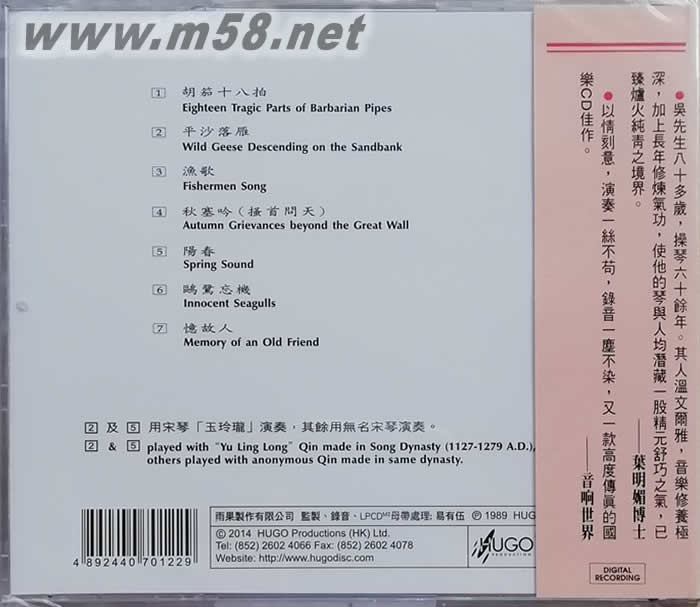 www.m58.net
1 胡笳十八拍
Eighteen Tragic Parts of Barbarian Pipes
2 平沙落雁
Wild Geese Descending on the Sandbank
3 漁歌
Fishermen Song
4 秋塞吟（搔首問天）
Autumn Grievances beyond the Great Wall
5 陽春
Spring Sound
6 鷗鷺忘機
Innocent Seagulls
7 憶故人
Memory of an Old Friend
2 及 5 用宋琴「玉玲瓏」演奏，其餘用無名宋琴演奏。
2 & 5 played with "Yu Ling Long" Qin made in Song Dynasty (1127-1279 A.D.),
others played with anonymous Qin made in same dynasty.
4 892440 701229
雨果製作有限公司 監製、錄音、LPCD母帶處理: 易有伍 ℗ 1989 HUG
© 2014 HUGO Productions (HK) Ltd.
Tel: (852) 2602 4066 Fax: (852) 2602 4078
Website: http://www.hugodisc.com
HUGO
PRODUCTION
●吳先生八十多歲，操琴六十餘年。其人溫文爾雅，音樂修養極
深，加上長年修煉氣功，使他的琴與人均潛藏一股精元舒巧之氣，已
臻爐火純青之境界。
——葉明媚博士
●以情刻意，演奏一絲不苟，錄音一塵不染，又一款高度傳眞的國
樂CD佳作。
——音响世界
DIGITAL
RECORDING